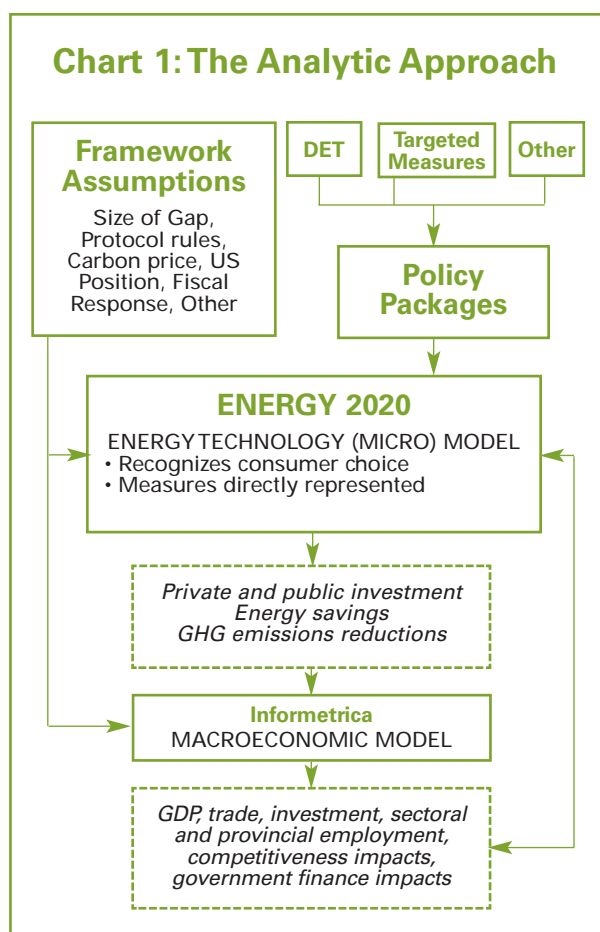 Chart 1: The Analytic Approach
Framework
Assumptions
Size of Gap,
Protocol rules,
Carbon price, US
Position, Fiscal
Response, Other
DET
Targeted
Measures
Other
Policy
Packages
ENERGY 2020
ENERGY TECHNOLOGY (MICRO) MODEL
• Recognizes consumer choice
• Measures directly represented
Private and public investment
Energy savings
GHG emissions reductions
Informetrica
MACROECONOMIC MODEL
GDP, trade, investment, sectoral
and provincial employment,
competitiveness impacts,
government finance impacts